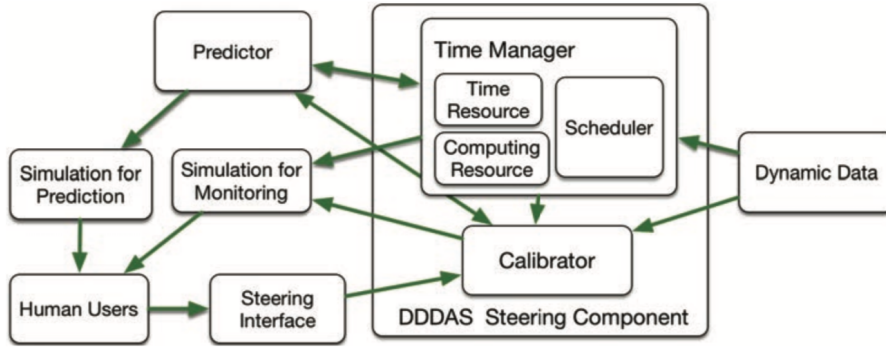 Predictor
Time Manager
Time
Resource
Scheduler
Computing
Resource
Simulation for
Prediction
Simulation for
Monitoring
Dynamic Data
Calibrator
Human Users
Steering
Interface
DDDAS Steering Component